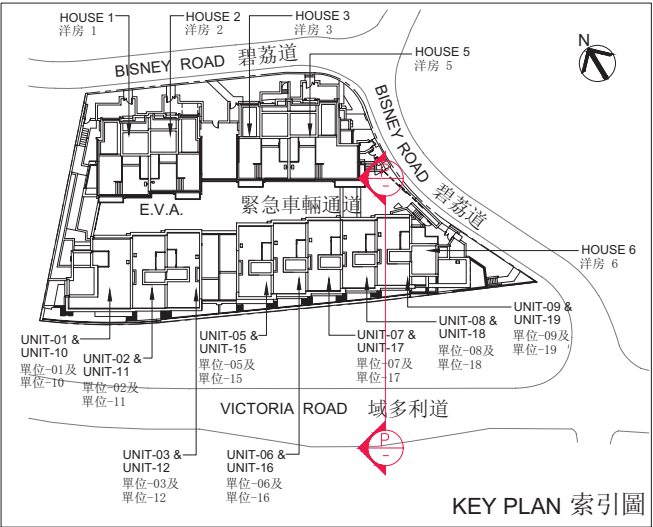 HOUSE 1
洋房 1
HOUSE 2
洋房 2
HOUSE 3
洋房 3
HOUSE 5
洋房 5
N
BISNEY ROAD 碧荔道
BISNEY ROAD 碧荔道
P
-
E.V.A.
緊急車輛通道
HOUSE 6
洋房 6
UNIT-01 &
UNIT-10
單位-01及
單位-10
UNIT-02 &
UNIT-11
單位-02及
單位-11
UNIT-05 &
UNIT-15
單位-05及
單位-15
UNIT-07 &
UNIT-17
單位-07及
單位-17
UNIT-08 &
UNIT-18
單位-08及
單位-18
UNIT-09 &
UNIT-19
單位-09及
單位-19
VICTORIA ROAD 域多利道
UNIT-03 &
UNIT-12
單位-03及
單位-12
UNIT-06 &
UNIT-16
單位-06及
單位-16
P
-
KEY PLAN 索引圖